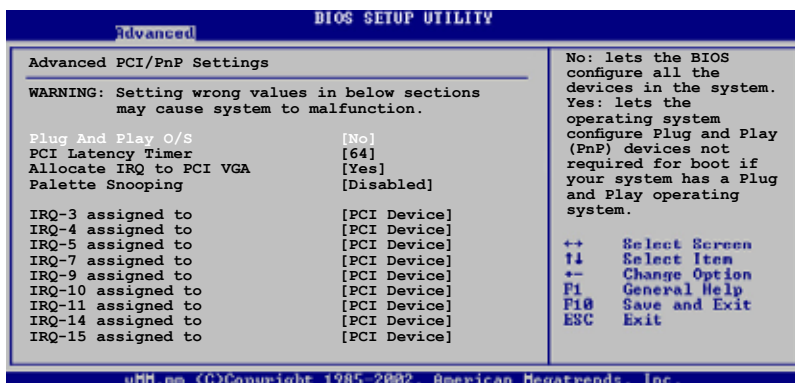 BIOS SETUP UTILITY
Advanced
Advanced PCI/PnP Settings
WARNING: Setting wrong values in below sections
may cause system to malfunction.
Plug And Play O/S [No]
PCI Latency Timer [64]
Allocate IRQ to PCI VGA [Yes]
Palette Snooping [Disabled]
IRQ-3 assigned to [PCI Device]
IRQ-4 assigned to [PCI Device]
IRQ-5 assigned to [PCI Device]
IRQ-7 assigned to [PCI Device]
IRQ-9 assigned to [PCI Device]
IRQ-10 assigned to [PCI Device]
IRQ-11 assigned to [PCI Device]
IRQ-14 assigned to [PCI Device]
IRQ-15 assigned to [PCI Device]
No: lets the BIOS
configure all the
devices in the system.
Yes: lets the
operating system
configure Plug and Play
(PnP) devices not
required for boot if
your system has a Plug
and Play operating
system.
↔ Select Screen
↑↓ Select Item
+- Change Option
F1 General Help
F10 Save and Exit
ESC Exit
(C)Copyright 1985-2002, American Megatrends, Inc.